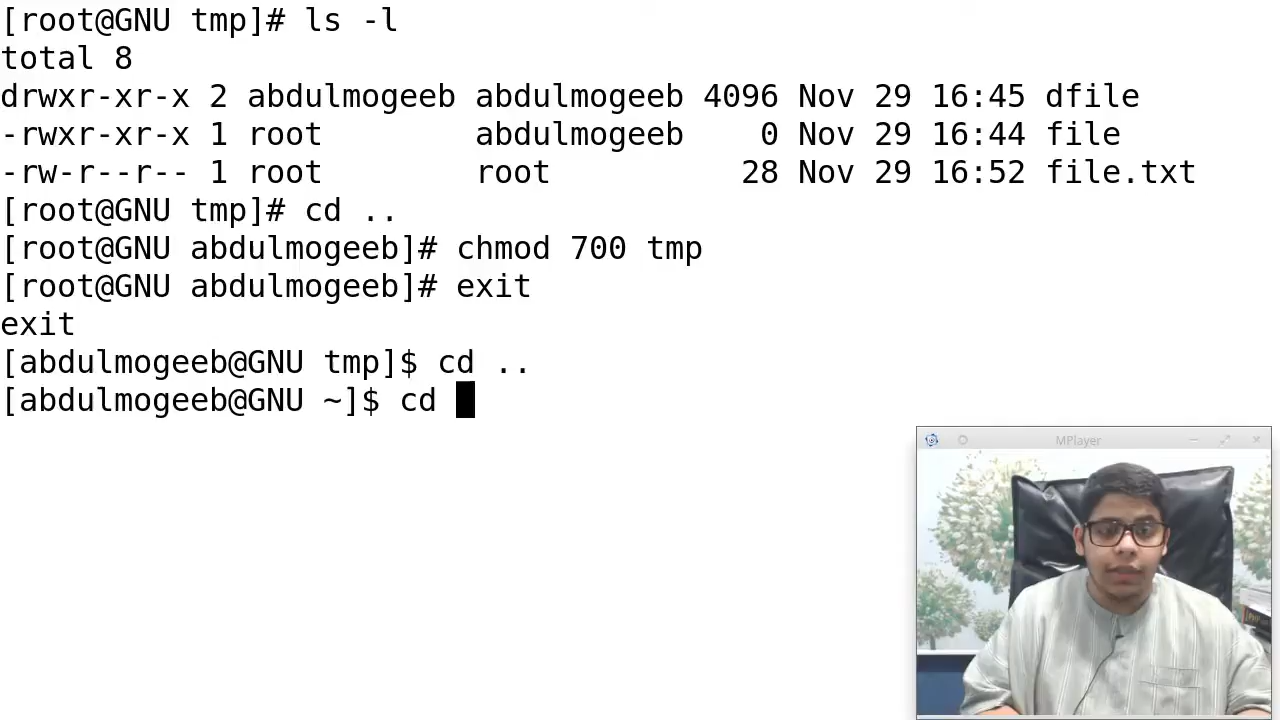 [root@GNU tmp]# ls -l
total 8
drwxr-xr-x 2 abdulmogeeb abdulmogeeb 4096 Nov 29 16:45 dfile
-rwxr-xr-x 1 root        abdulmogeeb    0 Nov 29 16:44 file
-rw-r--r-- 1 root        root          28 Nov 29 16:52 file.txt
[root@GNU tmp]# cd ..
[root@GNU abdulmogeeb]# chmod 700 tmp
[root@GNU abdulmogeeb]# exit
exit
[abdulmogeeb@GNU tmp]$ cd ..
[abdulmogeeb@GNU ~]$ cd
MPlayer